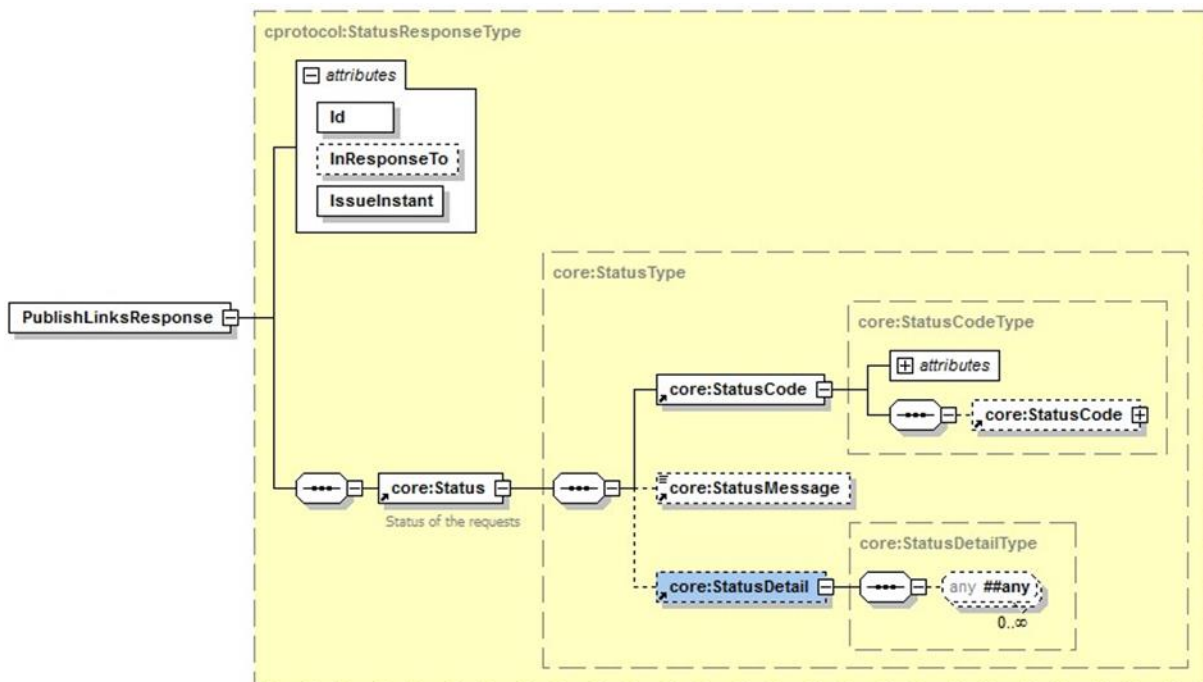 cprotocol:StatusResponseType
attributes
Id
InResponseTo
IssueInstant
core:StatusType
PublishLinksResponse
core:StatusCodeType
core:StatusCode
attributes
core:StatusCode
core:Status
Status of the requests
core:StatusMessage
core:StatusDetailType
core:StatusDetail
any ##any
0..∞